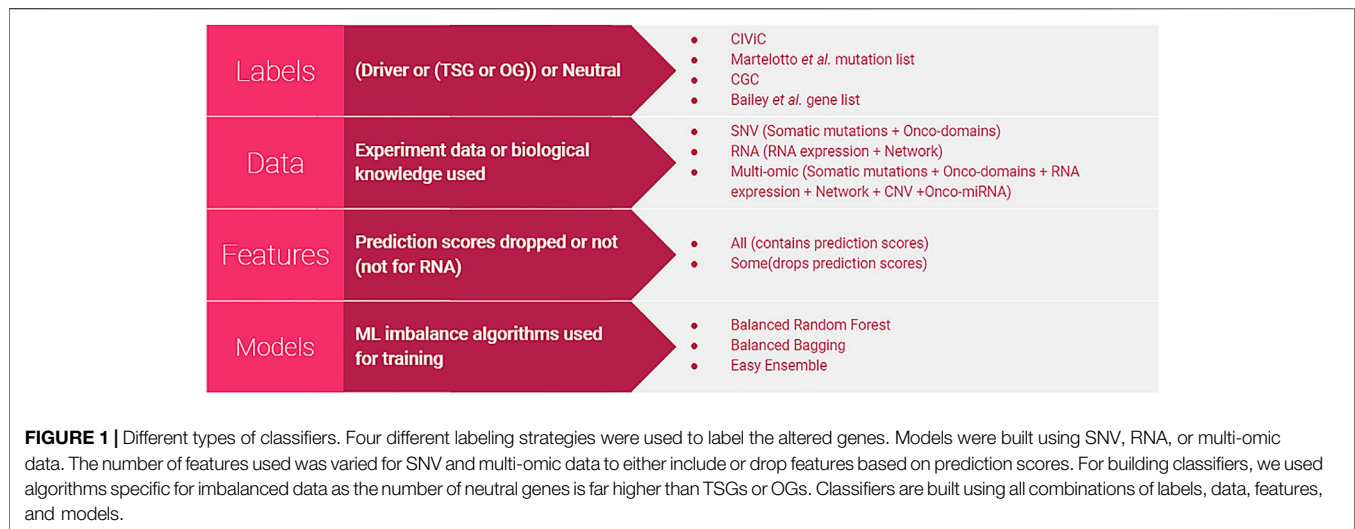 Labels
(Driver or (TSG or OG)) or Neutral
• CIViC
• Martelotto et al. mutation list
• CGC
• Bailey et al. gene list
Data
Experiment data or biological
knowledge used
• SNV (Somatic mutations + Onco-domains)
• RNA (RNA expression + Network)
• Multi-omic (Somatic mutations + Onco-domains + RNA
expression + Network + CNV +Onco-miRNA)
Features
Prediction scores dropped or not
(not for RNA)
• All (contains prediction scores)
• Some(drops prediction scores)
Models
ML imbalance algorithms used
for training
• Balanced Random Forest
• Balanced Bagging
• Easy Ensemble
FIGURE 1 | Different types of classifiers. Four different labeling strategies were used to label the altered genes. Models were built using SNV, RNA, or multi-omic
data. The number of features used was varied for SNV and multi-omic data to either include or drop features based on prediction scores. For building classifiers, we used
algorithms specific for imbalanced data as the number of neutral genes is far higher than TSGs or OGs. Classifiers are built using all combinations of labels, data, features,
and models.